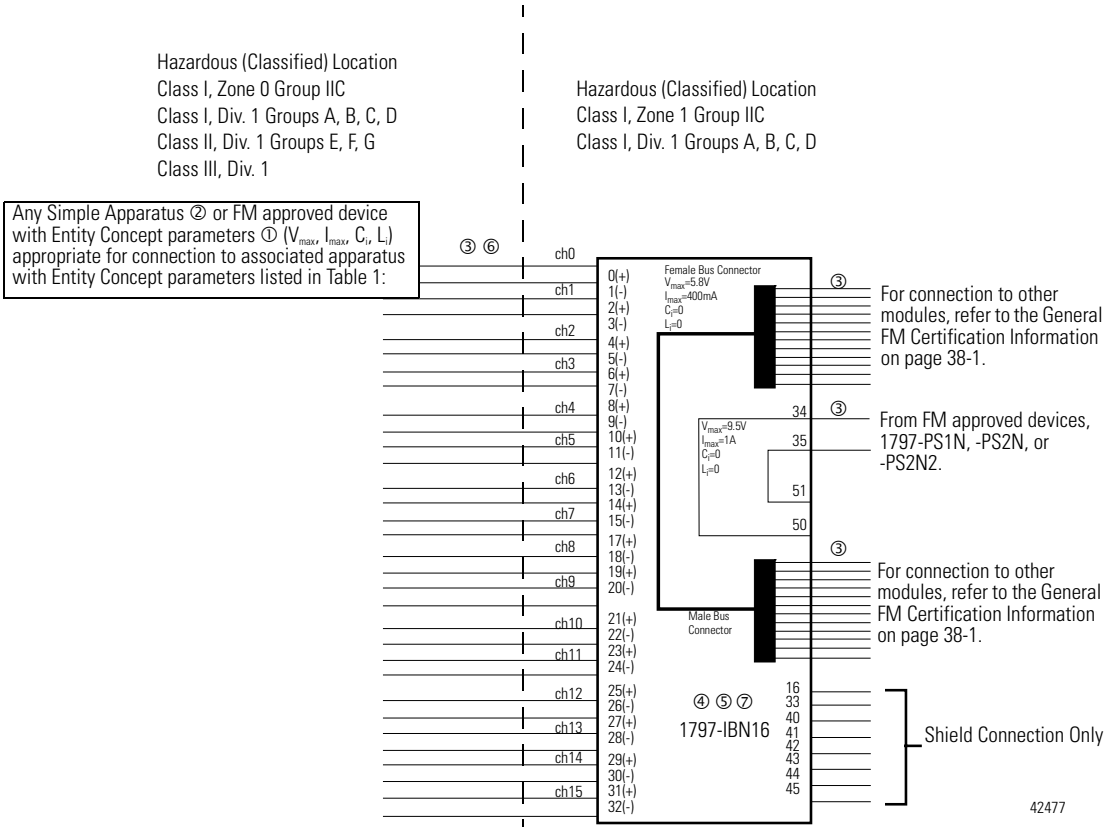 Hazardous (Classified) Location
Class I, Zone 0 Group IIC
Class I, Div. 1 Groups A, B, C, D
Class II, Div. 1 Groups E, F, G
Class III, Div. 1
Hazardous (Classified) Location
Class I, Zone 1 Group IIC
Class I, Div. 1 Groups A, B, C, D
Any Simple Apparatus ② or FM approved device
with Entity Concept parameters ① (Vmax, Imax, Ci, Li)
appropriate for connection to associated apparatus
with Entity Concept parameters listed in Table 1:
③ ⑥
ch0
ch1
ch2
ch3
ch4
ch5
ch6
ch7
ch8
ch9
ch10
ch11
ch12
ch13
ch14
ch15
0(+)
1(-)
2(+)
3(-)
4(+)
5(-)
6(+)
7(-)
8(+)
9(-)
10(+)
11(-)
12(+)
13(-)
14(+)
15(-)
17(+)
18(-)
19(+)
20(-)
21(+)
22(-)
23(+)
24(-)
25(+)
26(-)
27(+)
28(-)
29(+)
30(-)
31(+)
32(-)
Female Bus Connector
Vmax=5.8V
Imax=400mA
Ci=0
Li=0
Vmax=9.5V
Imax=1A
Ci=0
Li=0
34
35
51
50
Male Bus
Connector
④ ⑤ ⑦
1797-IBN16
16
33
40
41
42
43
44
45
③
For connection to other
modules, refer to the General
FM Certification Information
on page 38-1.
③
From FM approved devices,
1797-PS1N, -PS2N, or
-PS2N2.
③
For connection to other
modules, refer to the General
FM Certification Information
on page 38-1.
Shield Connection Only
42477